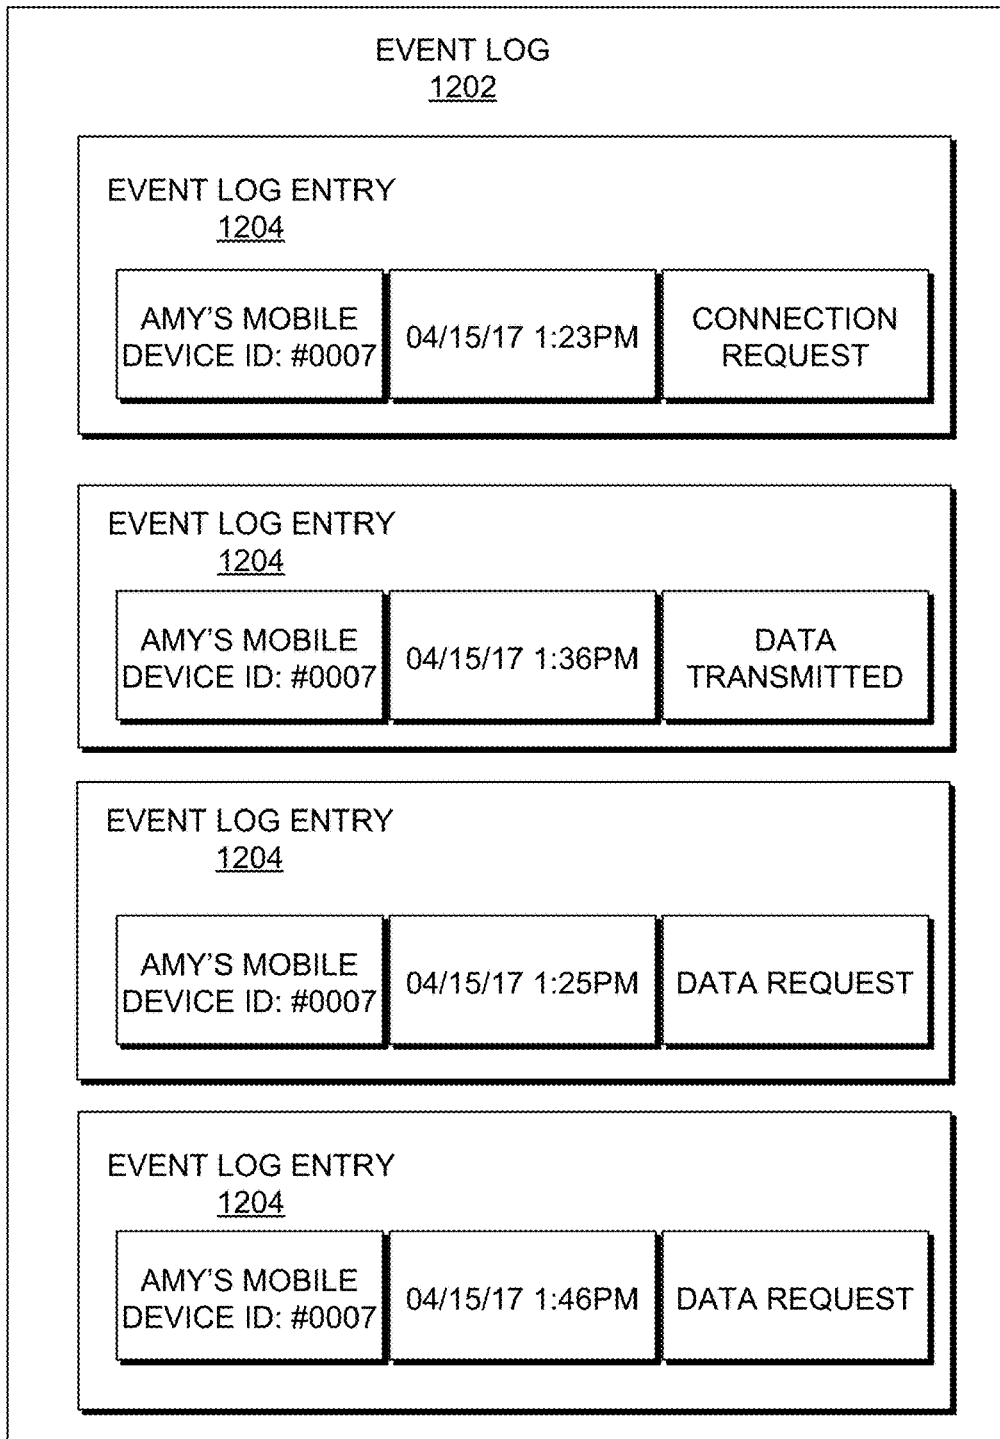 EVENT LOG
1202
EVENT LOG ENTRY
1204
AMY'S MOBILE
DEVICE ID: #0007
04/15/17 1:23PM
CONNECTION
REQUEST
EVENT LOG ENTRY
1204
AMY'S MOBILE
DEVICE ID: #0007
04/15/17 1:36PM
DATA
TRANSMITTED
EVENT LOG ENTRY
1204
AMY'S MOBILE
DEVICE ID: #0007
04/15/17 1:25PM
DATA REQUEST
EVENT LOG ENTRY
1204
AMY'S MOBILE
DEVICE ID: #0007
04/15/17 1:46PM
DATA REQUEST